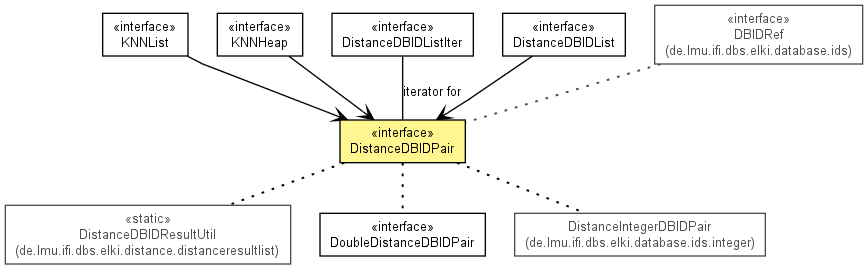 «interface»
KNNList
«interface»
KNNHeap
«interface»
DistanceDBIDListIter
«interface»
DistanceDBIDList
«interface»
DBIDRef
(de.lmu.ifi.dbs.elki.database.ids)
iterator for
«interface»
DistanceDBIDPair
«static»
DistanceDBIDResultUtil
(de.lmu.ifi.dbs.elki.distance.distanceresultlist)
«interface»
DoubleDistanceDBIDPair
DistanceIntegerDBIDPair
(de.lmu.ifi.dbs.elki.database.ids.integer)